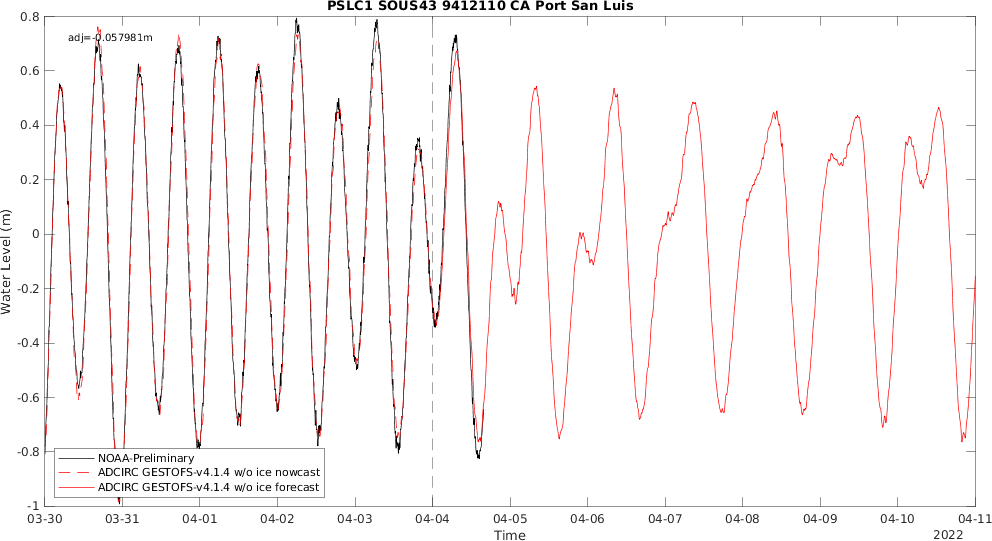 PSLC1 SOUS43 9412110 CA Port San Luis
adj=-0.057981m
0.8
0.6
0.4
0.2
0
-0.2
-0.4
-0.6
-0.8
-1
Water Level (m)
NOAA-Preliminary
ADCIRC GESTOFS-v4.1.4 w/o ice nowcast
ADCIRC GESTOFS-v4.1.4 w/o ice forecast
03-30 03-31 04-01 04-02 04-03 04-04 04-05 04-06 04-07 04-08 04-09 04-10 04-11
Time
2022